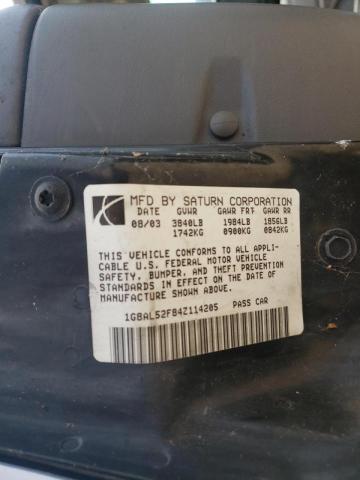 MFD BY SATURN CORPORATION
DATE GVWR GAWR FRT GAWR RR
08/03 3840LB 1984LB 1856LB
1742KG 0900KG 0842KG
THIS VEHICLE CONFORMS TO ALL APPLI-
CABLE U.S. FEDERAL MOTOR VEHICLE
SAFETY, BUMPER, AND THEFT PREVENTION
STANDARDS IN EFFECT ON THE DATE OF
MANUFACTURE SHOWN ABOVE.
1G8AL52F84Z114205 PASS CAR